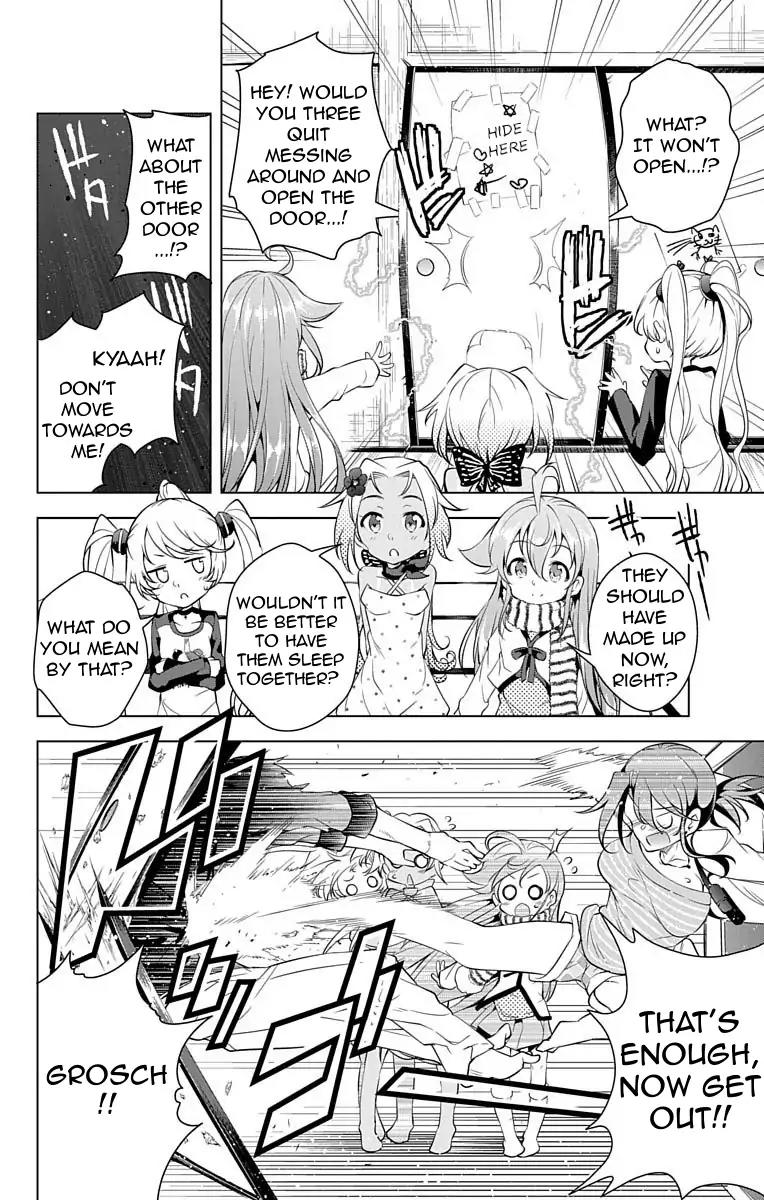 WHAT?
IT WON'T
OPEN...!?
HIDE
HERE
HEY! WOULD
YOU THREE
QUIT
MESSING
AROUND AND
OPEN THE
DOOR...!
WHAT
ABOUT
THE
OTHER
DOOR
...!?
KYAAH!
DON'T
MOVE
TOWARDS
ME!
THEY
SHOULD
HAVE
MADE UP
NOW,
RIGHT?
WOULDN'T IT
BE BETTER
TO HAVE
THEM SLEEP
TOGETHER?
WHAT DO
YOU MEAN
BY THAT?
THAT'S
ENOUGH,
NOW GET
OUT!!
GROSCH
!!